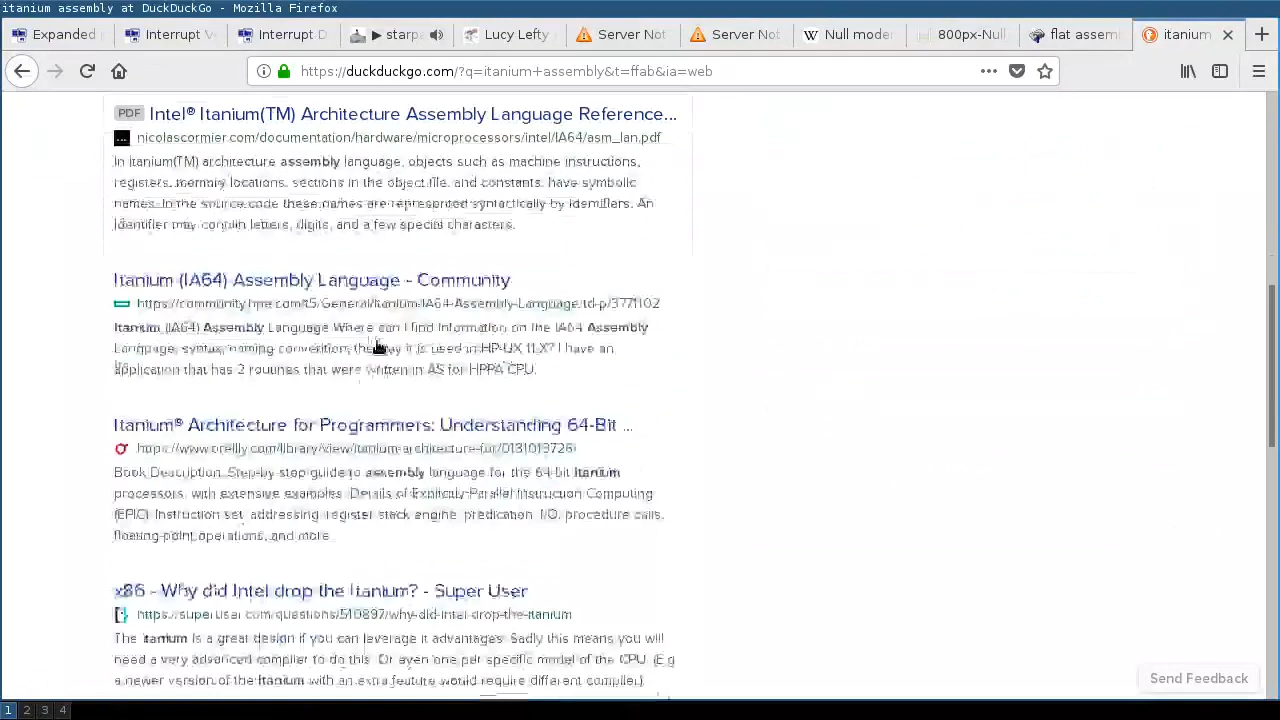 itanium assembly at DuckDuckGo - Mozilla Firefox
Expanded
Interrupt V
Interrupt D
▶ starpa
Lucy Lefty
Server Not
Server Not
W Null moder
800px-Null
flat assem
itanium
https://duckduckgo.com/?q=itanium+assembly&t=ffab&ia=web
PDF Intel® Itanium(TM) Architecture Assembly Language Reference...
nicolascormier.com/documentation/hardware/microprocessors/intel/IA64/asm_lan.pdf
In Itanium(TM) architecture assembly language, objects such as machine instructions,
registers, memory locations, sections in the object file, and constants, have symbolic
names. In the source code these names are represented syntactically by identifiers. An
identifier may contain letters, digits, and a few special characters.
Itanium (IA64) Assembly Language - Community
https://community.hpe.com/t5/General/Itanium-IA64-Assembly-Language/td-p/3771102
Itanium (IA64) Assembly Language Where can I find information on the IA64 Assembly
Language, syntax, naming convention, the way it is used in HP-UX 11.X? I have an
application that has 2 routines that were written in AS for HPPA CPU.
Itanium® Architecture for Programmers: Understanding 64-Bit ...
https://www.oreilly.com/library/view/itanium-architecture-for/0131013726/
Book Description. Step-by-step guide to assembly language for the 64-bit Itanium
processors, with extensive examples. Details of Explicitly Parallel Instruction Computing
(EPIC) Instruction set, addressing, register stack engine, predication, I/O, procedure calls,
floating-point operations, and more.
x86 - Why did Intel drop the Itanium? - Super User
https://superuser.com/questions/510897/why-did-intel-drop-the-itanium
The Itanium is a great design if you can leverage it advantages. Sadly this means you will
need a very advanced compiler to do this. Or even one per specific model of the CPU. (E.g
a newer version of the Itanium with an extra feature would require different compiler.)
Send Feedback
1 2 3 4